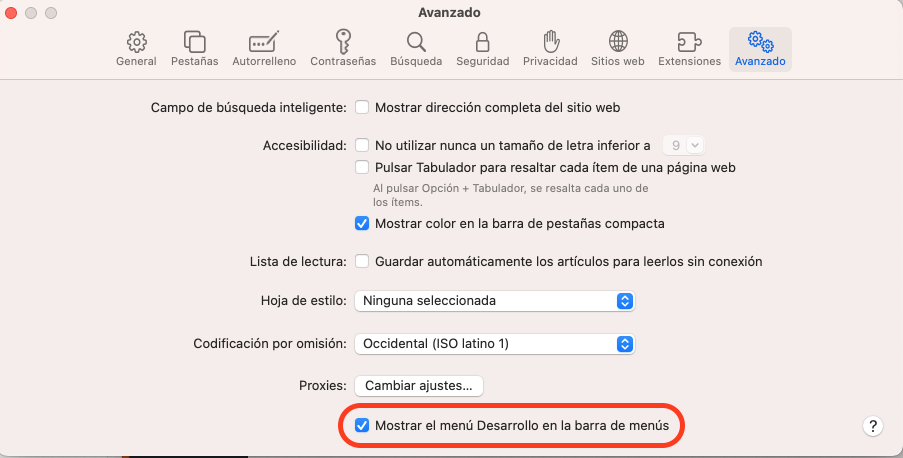 Avanzado
General Pestañas Autorrelleno Contraseñas Búsqueda Seguridad Privacidad Sitios web Extensiones Avanzado
Campo de búsqueda inteligente: Mostrar dirección completa del sitio web
Accesibilidad: No utilizar nunca un tamaño de letra inferior a 9
Pulsar Tabulador para resaltar cada ítem de una página web
Al pulsar Opción + Tabulador, se resalta cada uno de
los ítems.
Mostrar color en la barra de pestañas compacta
Lista de lectura: Guardar automáticamente los artículos para leerlos sin conexión
Hoja de estilo: Ninguna seleccionada
Codificación por omisión: Occidental (ISO latino 1)
Proxies: Cambiar ajustes...
Mostrar el menú Desarrollo en la barra de menús
?